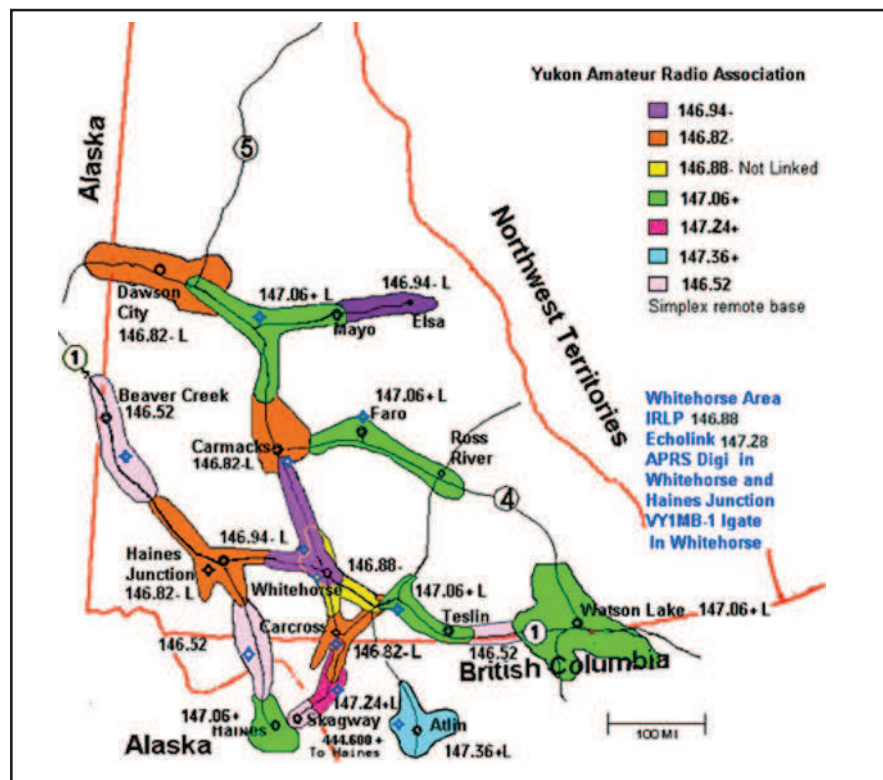 Yukon Amateur Radio Association
146.94-
146.82-
146.88- Not Linked
147.06+
147.24+
147.36+
146.52
Simplex remote base
Alaska
5
Northwest Territories
Dawson
City
146.82- L
147.06+ L
146.94- L
Mayo
Elsa
1
Beaver Creek
146.52
147.06+ L
Faro
Carmacks
146.82-L
Ross
River
4
Whitehorse Area
IRLP 146.88
Echolink 147.28
APRS Digi in
Whitehorse and
Haines Junction
VY1MB-1 Igate
In Whitehorse
146.94- L
Haines
Junction
146.82- L
146.88-
Whitehorse
147.06+ L
Teslin
Watson Lake 147.06+ L
1
Carcross
146.52
146.82-L
146.52
British Columbia
147.06+
Haines
147.24+L
Skagway
444.600+
To Haines
Atlin
147.36+L
Alaska
100 MI